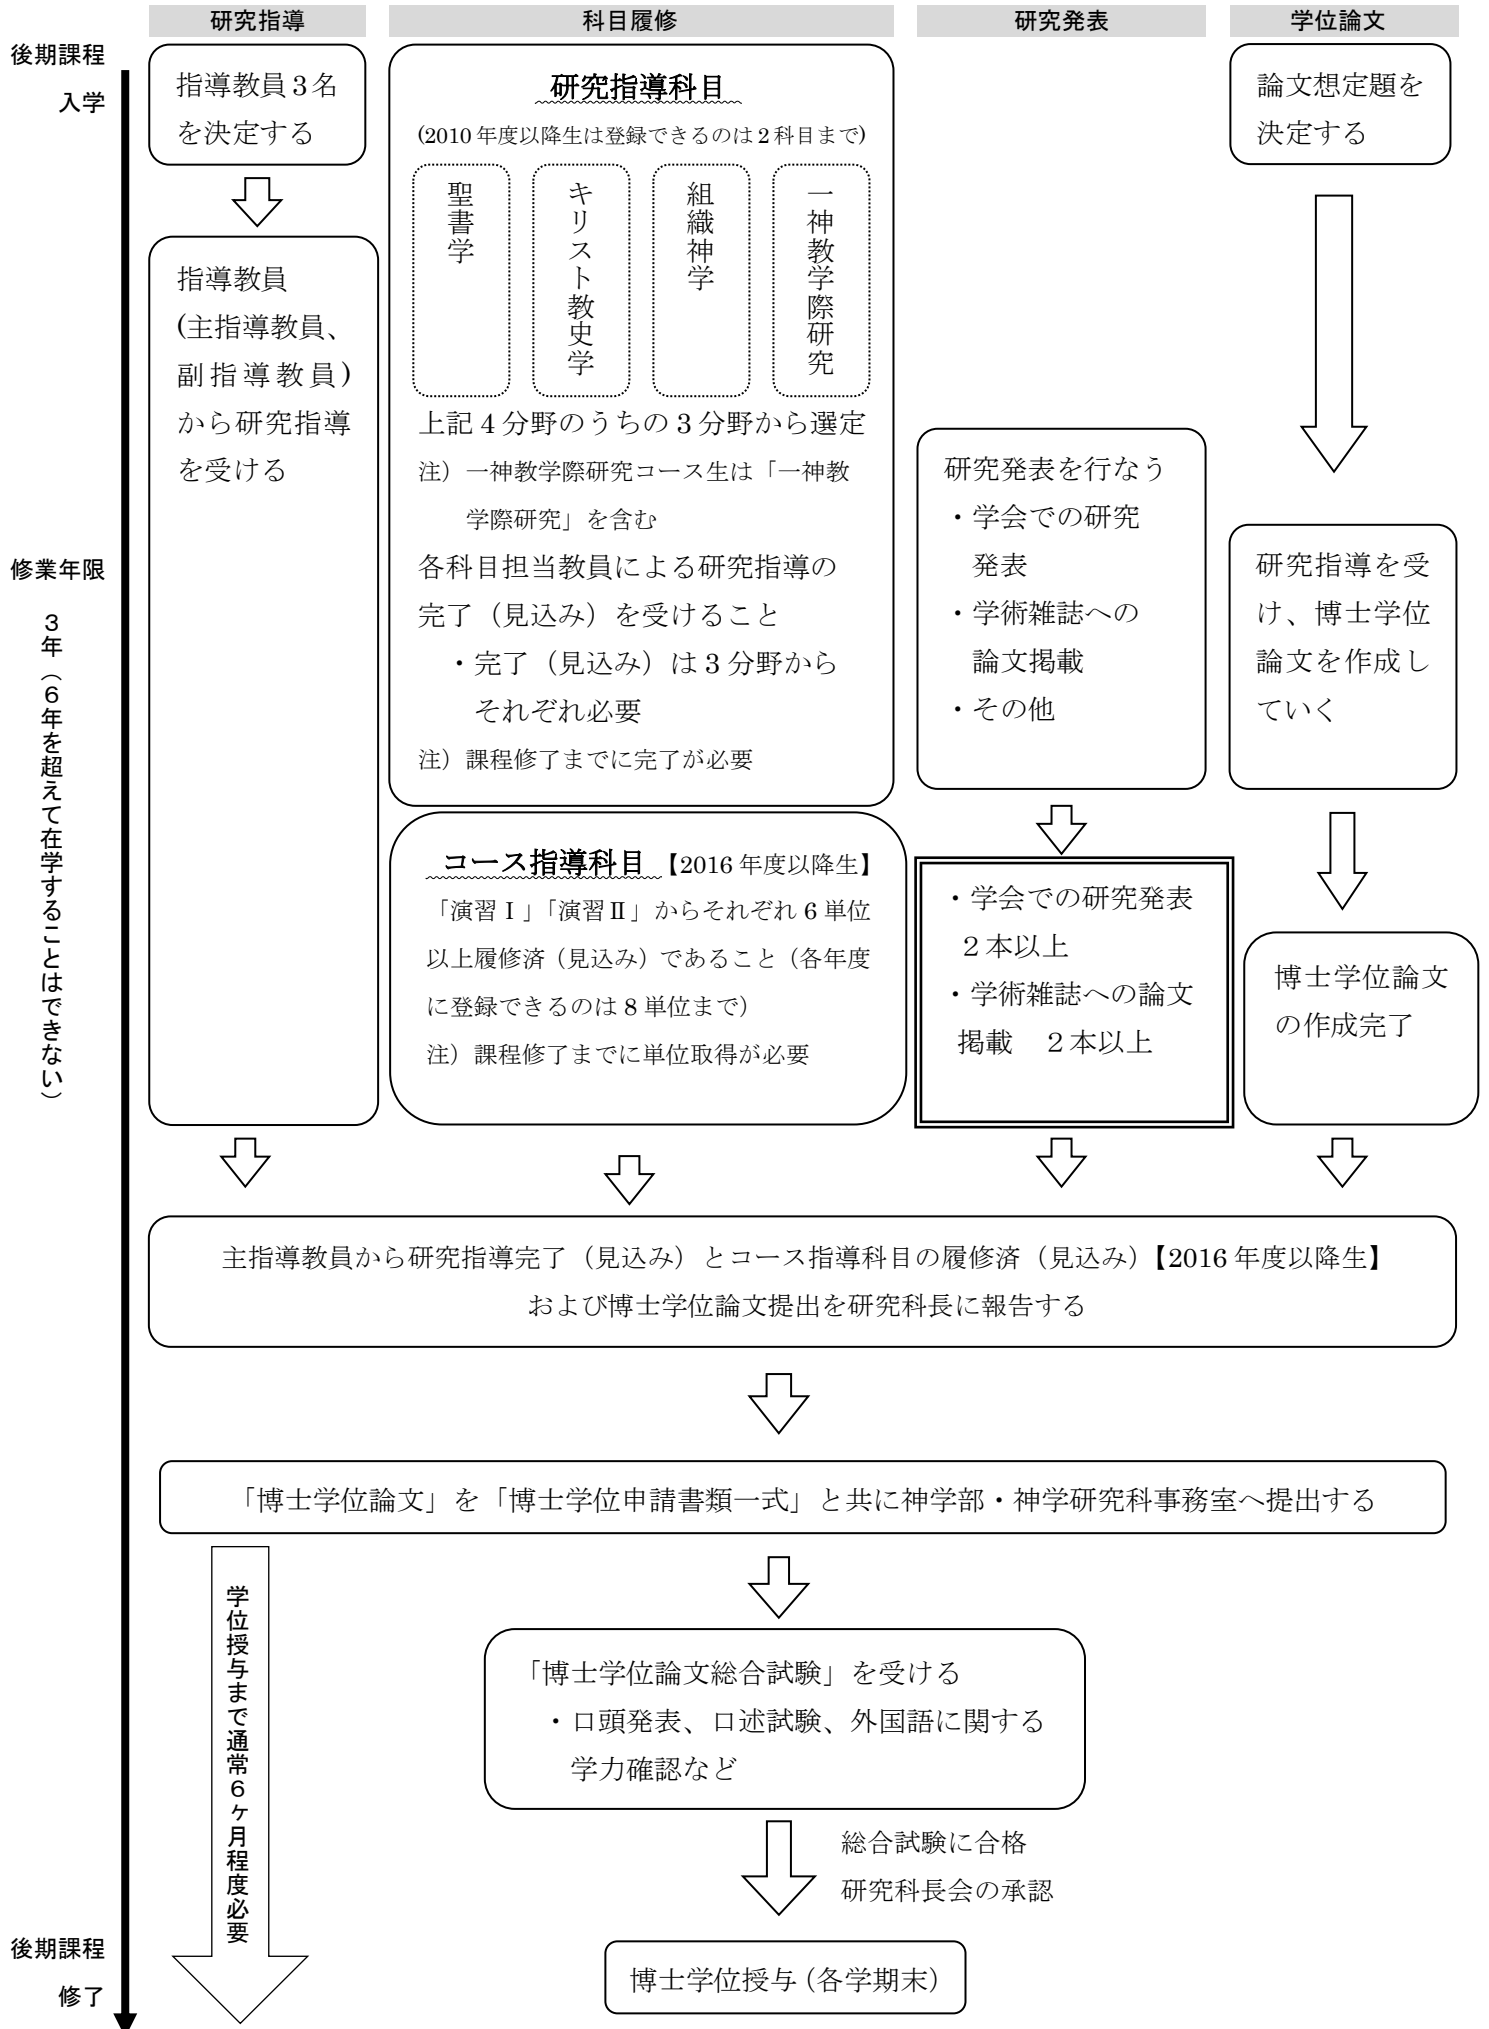 研究指導
科目履修
研究発表
学位論文
後期課程
入学
修業年限
3年（6年を超えて在学することはできない）
後期課程
修了
指導教員３名
を決定する
指導教員
(主指導教員、
副指導教員)
から研究指導
を受ける
研究指導科目
(2010 年度以降生は登録できるのは 2 科目まで)
聖書学
キリスト教史学
組織神学
一神教学際研究
上記 4 分野のうちの 3 分野から選定
注）一神教学際研究コース生は「一神教
学際研究」を含む
各科目担当教員による研究指導の
完了（見込み）を受けること
・完了（見込み）は 3 分野から
それぞれ必要
注）課程修了までに完了が必要
コース指導科目【2016 年度以降生】
「演習Ⅰ」「演習Ⅱ」からそれぞれ 6 単位
以上履修済（見込み）であること（各年度
に登録できるのは 8 単位まで）
注）課程修了までに単位取得が必要
研究発表を行なう
・学会での研究
発表
・学術雑誌への
論文掲載
・その他
・学会での研究発表
２本以上
・学術雑誌への論文
掲載　２本以上
論文想定題を
決定する
研究指導を受
け、博士学位
論文を作成し
ていく
博士学位論文
の作成完了
主指導教員から研究指導完了（見込み）とコース指導科目の履修済（見込み）【2016 年度以降生】
および博士学位論文提出を研究科長に報告する
「博士学位論文」を「博士学位申請書類一式」と共に神学部・神学研究科事務室へ提出する
学位授与まで通常６ヶ月程度必要
「博士学位論文総合試験」を受ける
・口頭発表、口述試験、外国語に関する
学力確認など
総合試験に合格
研究科長会の承認
博士学位授与（各学期末）